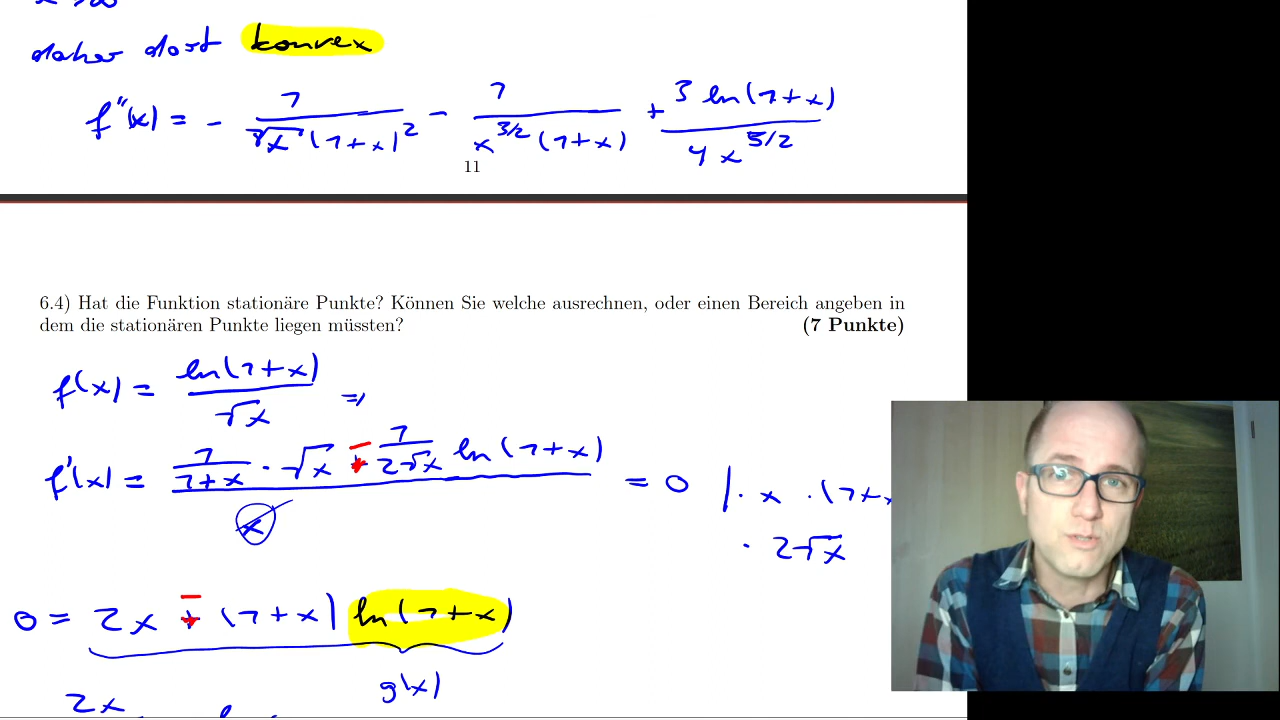 daher dort konvex
f''(x) = - 1/(√x (1+x)²) - 1/(x^{3/2} (1+x)) + 3 ln(1+x)/(4x^{5/2})
11
6.4) Hat die Funktion stationäre Punkte? Können Sie welche ausrechnen, oder einen Bereich angeben in
dem die stationären Punkte liegen müssten? (7 Punkte)
f(x) = ln(1+x)/√x ⇒
f'(x) = (1/(1+x) · √x - 1/(2√x) ln(1+x))/x = 0 | · x · (1+x
· 2√x
0 = 2x - (1+x) ln(1+x)
g(x)
2x